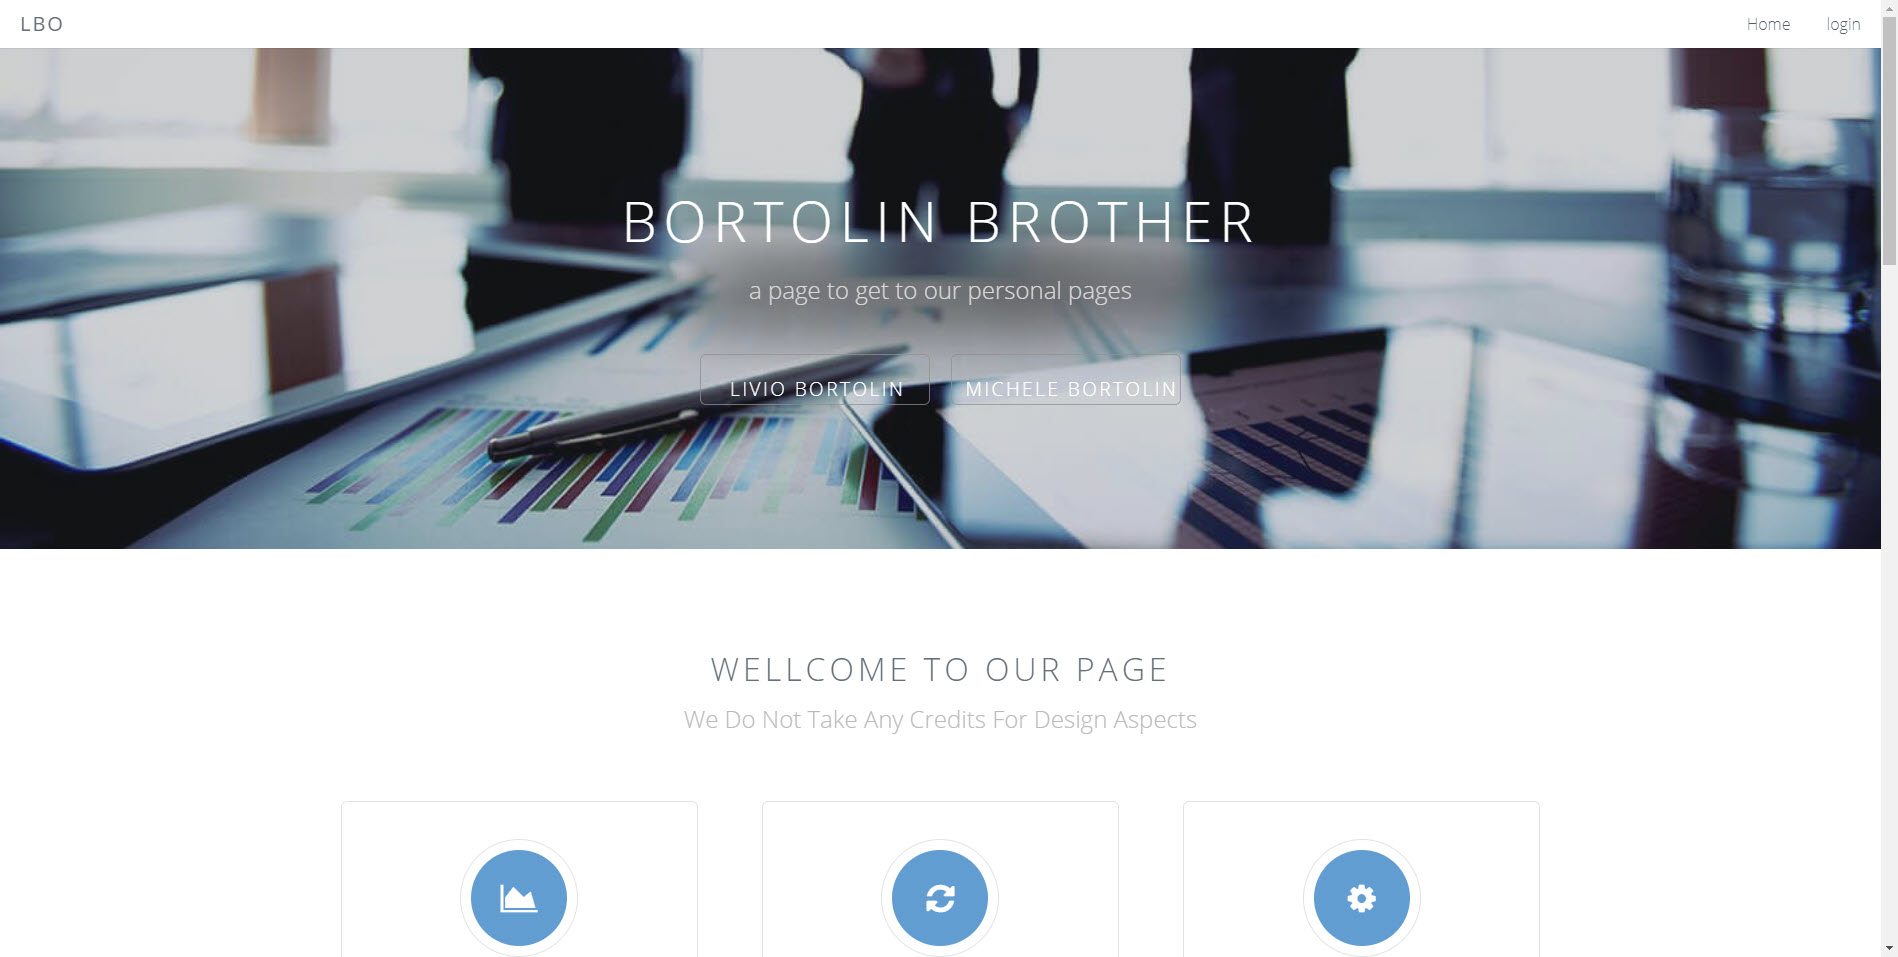 LBO
Home login
BORTOLIN BROTHER
a page to get to our personal pages
LIVIO BORTOLIN MICHELE BORTOLIN
WELLCOME TO OUR PAGE
We Do Not Take Any Credits For Design Aspects